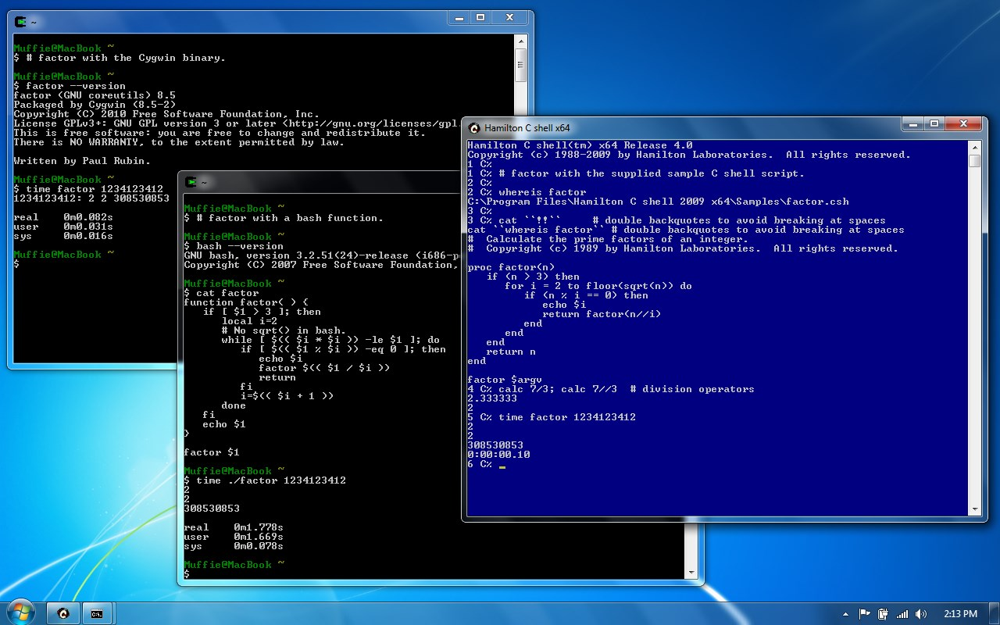 ~
Muffie@MacBook ~
$ # factor with the Cygwin binary.
Muffie@MacBook ~
$ factor --version
factor (GNU coreutils) 8.5
Packaged by Cygwin (8.5-2)
Copyright (C) 2010 Free Software Foundation, Inc.
License GPLv3+: GNU GPL version 3 or later <http://gnu.org/licenses/gpl.
This is free software: you are free to change and redistribute it.
There is NO WARRANTY, to the extent permitted by law.
Written by Paul Rubin.
Muffie@MacBook ~
$ time factor 1234123412
1234123412: 2 2 308530853
real    0m0.082s
user    0m0.031s
sys     0m0.016s
Muffie@MacBook ~
$
~
Muffie@MacBook ~
$ # factor with a bash function.
Muffie@MacBook ~
$ bash --version
GNU bash, version 3.2.51(24)-release (i686-p
Copyright (C) 2007 Free Software Foundation,
Muffie@MacBook ~
$ cat factor
function factor( ) {
   if [ $1 > 3 ]; then
      local i=2
      # No sqrt() in bash.
      while [ $(( $i * $i )) -le $1 ]; do
         if [ $(( $1 % $i )) -eq 0 ]; then
            echo $i
            factor $(( $1 / $i ))
            return
         fi
         i=$(( $i + 1 ))
      done
   fi
   echo $1
}
factor $1
Muffie@MacBook ~
$ time ./factor 1234123412
2
2
308530853
real    0m1.778s
user    0m1.669s
sys     0m0.078s
Muffie@MacBook ~
$
Hamilton C shell x64
Hamilton C shell(tm) x64 Release 4.0
Copyright (c) 1988-2009 by Hamilton Laboratories.  All rights reserved.
1 C%
1 C% # factor with the supplied sample C shell script.
2 C%
2 C% whereis factor
C:\Program Files\Hamilton C shell 2009 x64\Samples\factor.csh
3 C%
3 C% cat ``!!``     # double backquotes to avoid breaking at spaces
cat ``whereis factor`` # double backquotes to avoid breaking at spaces
#  Calculate the prime factors of an integer.
#  Copyright (c) 1989 by Hamilton Laboratories.  All rights reserved.
proc factor(n)
   if (n > 3) then
      for i = 2 to floor(sqrt(n)) do
         if (n % i == 0) then
            echo $i
            return factor(n//i)
         end
      end
   end
   return n
end
factor $argv
4 C% calc 7/3; calc 7//3  # division operators
2.333333
2
5 C% time factor 1234123412
2
2
308530853
0:00:00.10
6 C% _
2:13 PM